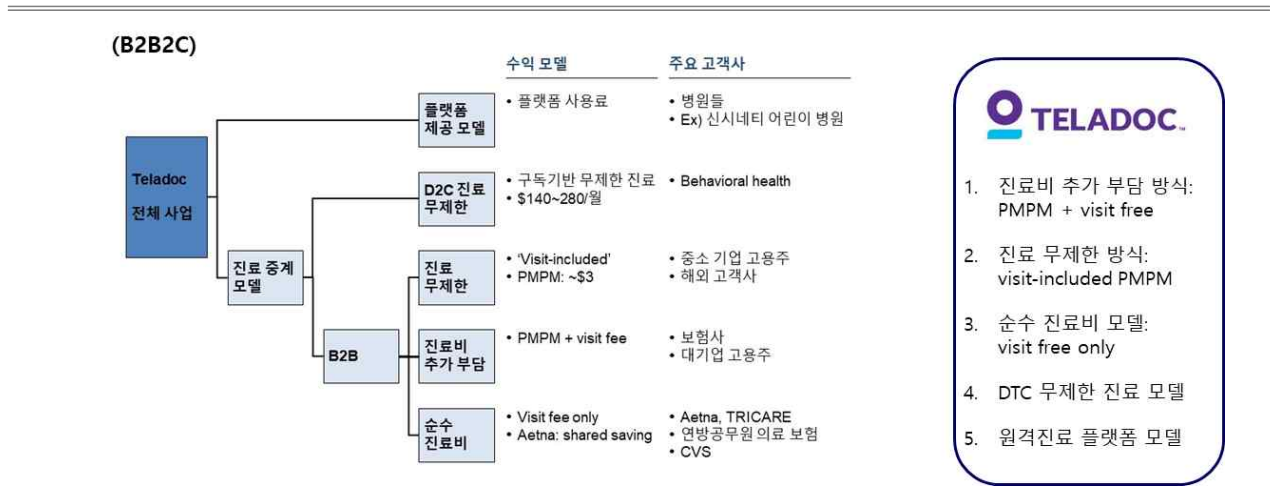 (B2B2C)
수익 모델
주요 고객사
Teladoc
전체 사업
플랫폼
제공 모델
• 플랫폼 사용료
• 병원들
• Ex) 신시네티 어린이 병원
진료 중계
모델
D2C 진료
무제한
• 구독기반 무제한 진료
• $140~280/월
• Behavioral health
B2B
진료
무제한
• ‘Visit-included’
• PMPM: ~$3
• 중소 기업 고용주
• 해외 고객사
진료비
추가 부담
• PMPM + visit fee
• 보험사
• 대기업 고용주
순수
진료비
• Visit fee only
• Aetna: shared saving
• Aetna, TRICARE
• 연방공무원 의료 보험
• CVS
TELADOC™
1. 진료비 추가 부담 방식:
PMPM + visit free
2. 진료 무제한 방식:
visit-included PMPM
3. 순수 진료비 모델:
visit free only
4. DTC 무제한 진료 모델
5. 원격진료 플랫폼 모델